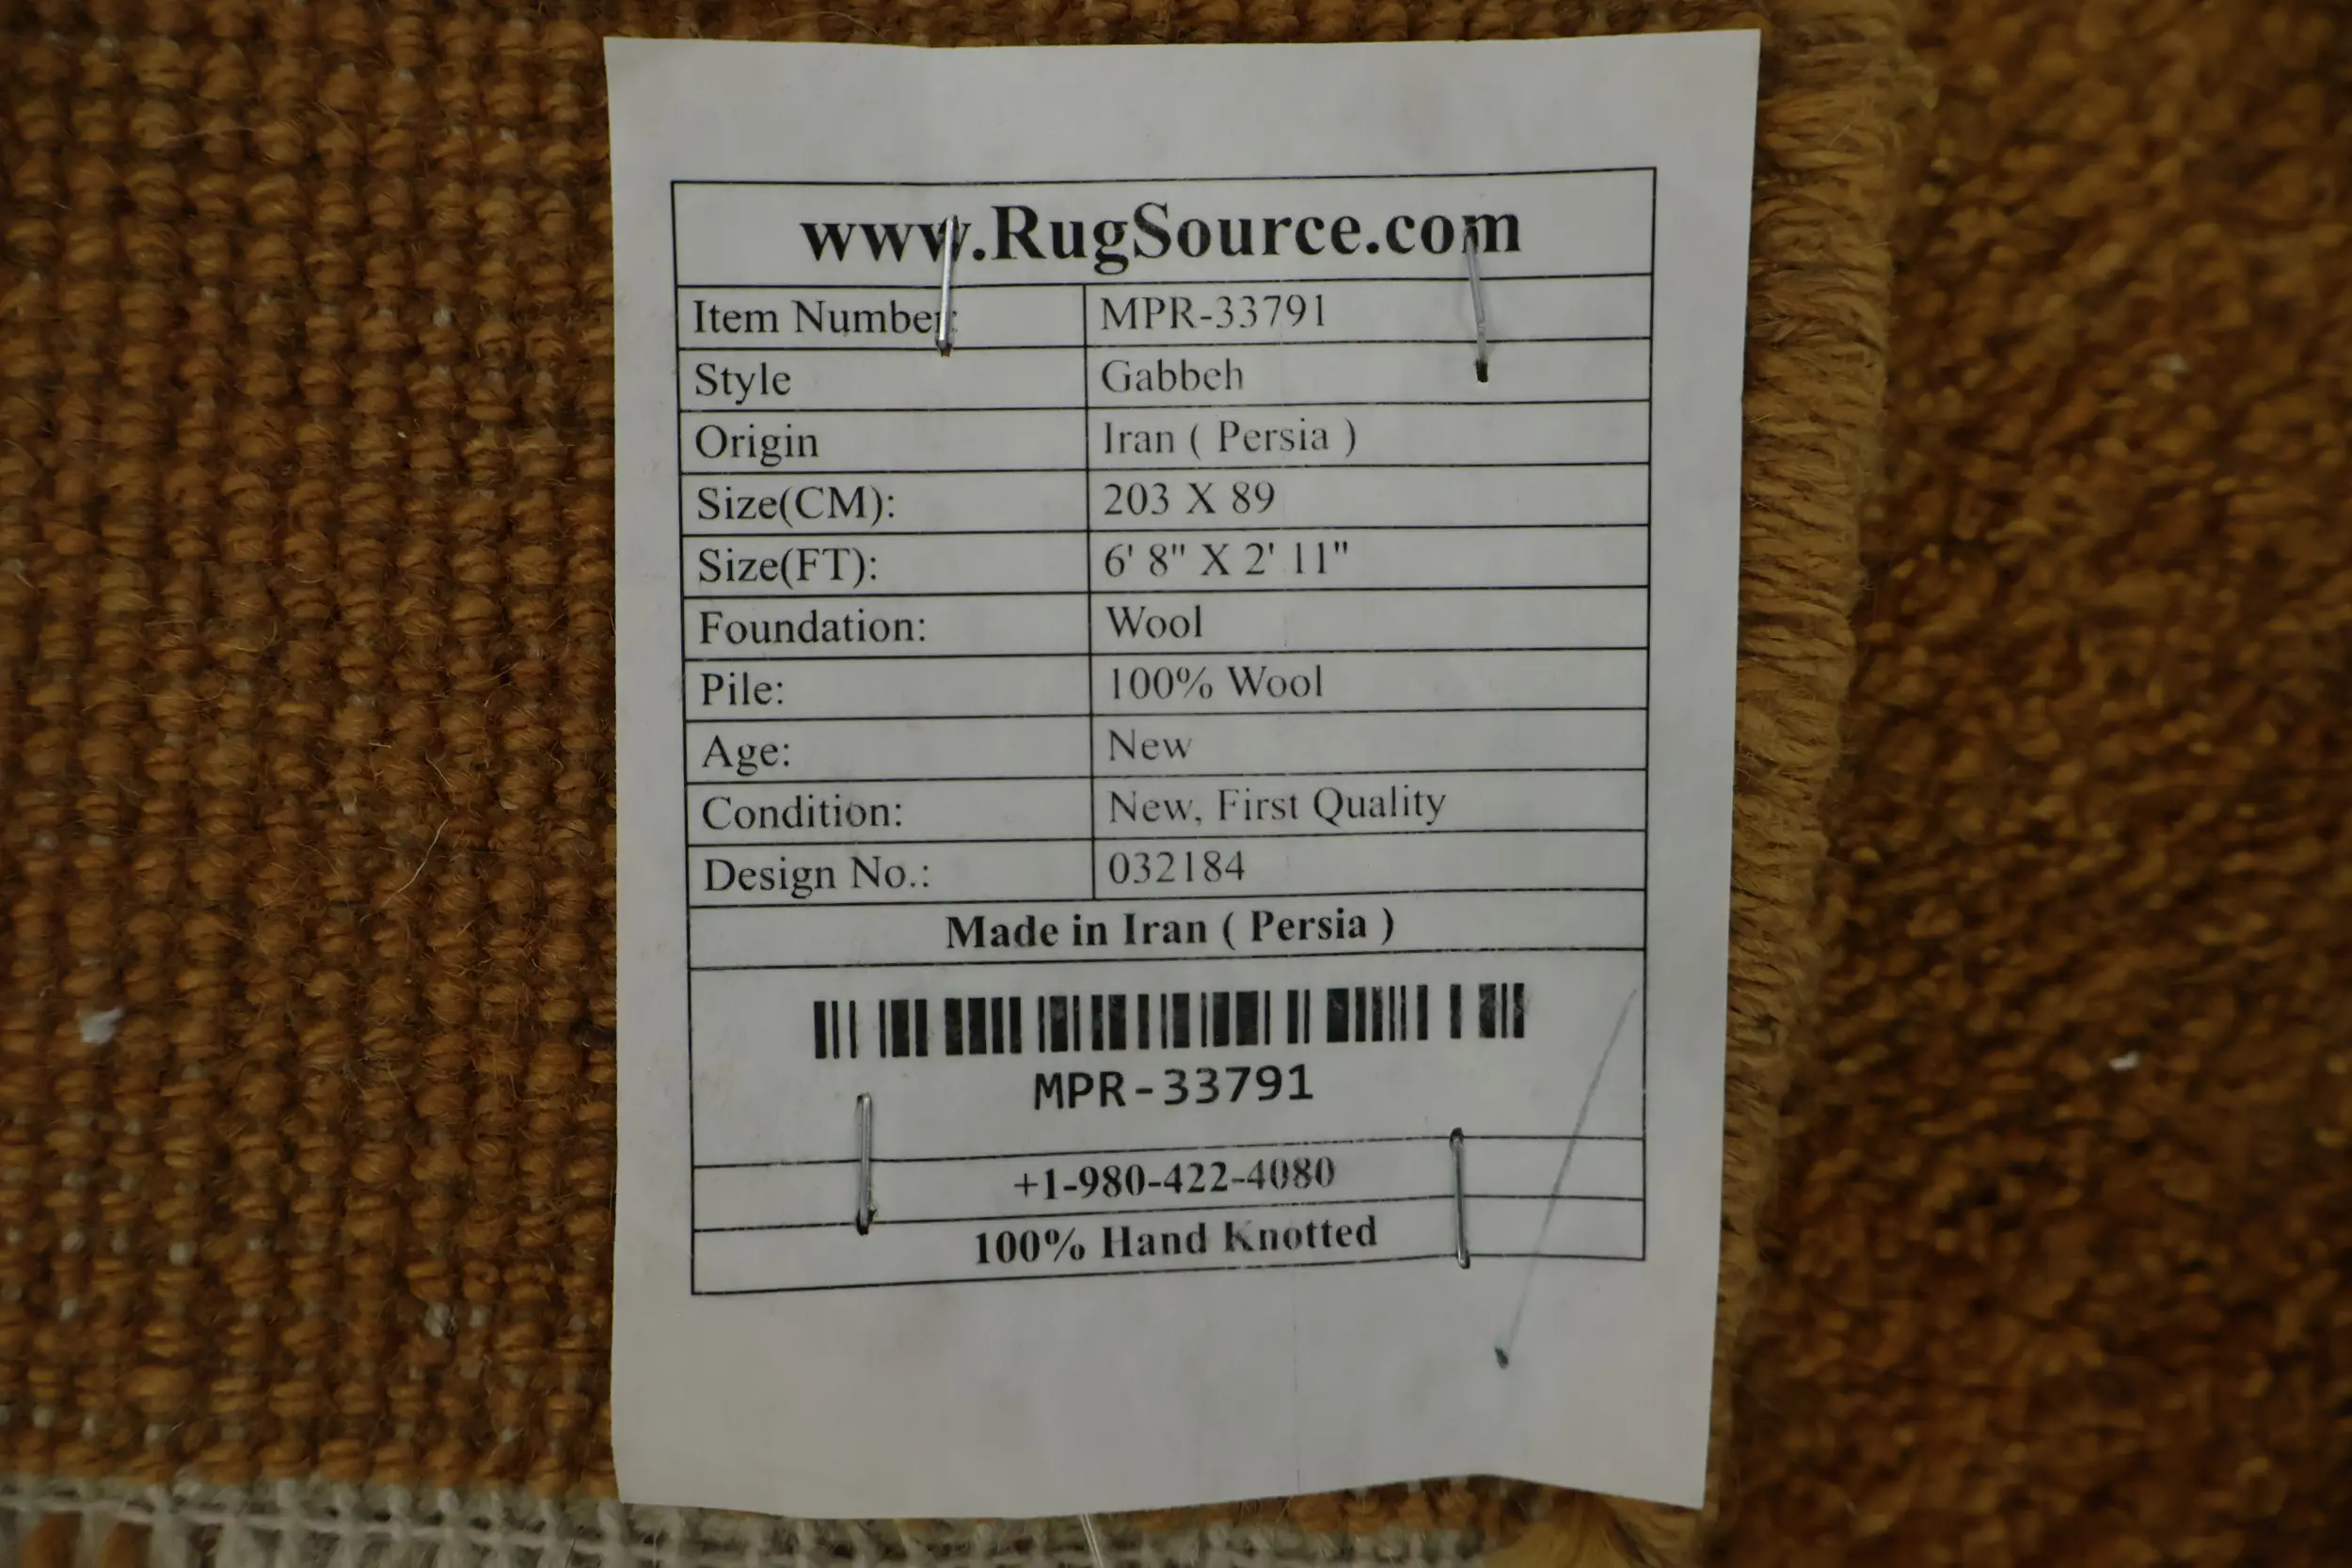 www.RugSource.com
Item Number: MPR-33791
Style Gabbeh
Origin Iran ( Persia )
Size(CM): 203 X 89
Size(FT): 6' 8" X 2' 11"
Foundation: Wool
Pile: 100% Wool
Age: New
Condition: New, First Quality
Design No.: 032184
Made in Iran ( Persia )
MPR-33791
+1-980-422-4080
100% Hand Knotted